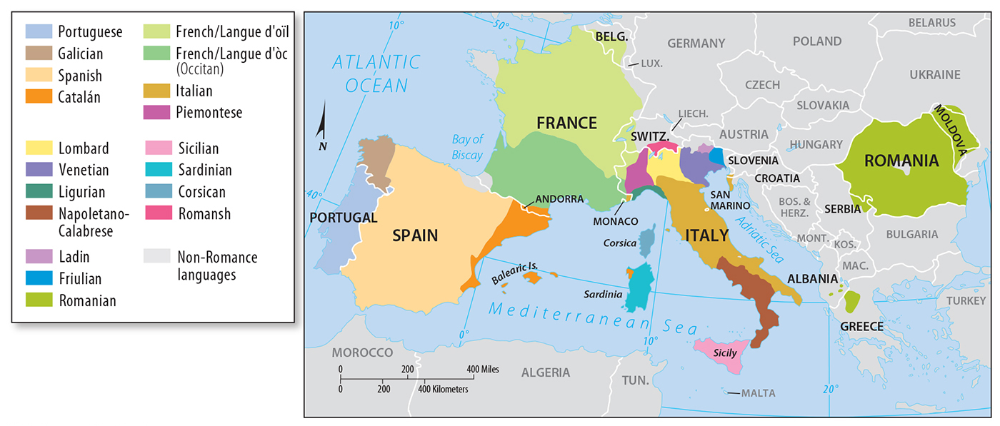 Portuguese
Galician
Spanish
Catalán
Lombard
Venetian
Ligurian
Napoletano-
Calabrese
Ladin
Friulian
Romanian
French/Langue d'oïl
French/Langue d'òc
(Occitan)
Italian
Piemontese
Sicilian
Sardinian
Corsican
Romansh
Non-Romance
languages
10°
50°
BELG.
GERMANY
POLAND
BELARUS
ATLANTIC
OCEAN
LUX.
UKRAINE
CZECH
SLOVAKIA
N
FRANCE
LIECH.
SWITZ.
AUSTRIA
HUNGARY
MOLDOVA
Bay of
Biscay
SLOVENIA
ROMANIA
CROATIA
40°
ANDORRA
SAN
MARINO
BOS. &
HERZ.
SERBIA
PORTUGAL
SPAIN
MONACO
ITALY
Adriatic Sea
MONT.
KOS.
BULGARIA
Corsica
MAC.
Balearic Is.
ALBANIA
Sardinia
TURKEY
Mediterranean Sea
GREECE
0°
10°
MOROCCO
Sicily
0 200 400 Miles
0 200 400 Kilometers
ALGERIA
TUN.
MALTA
20°